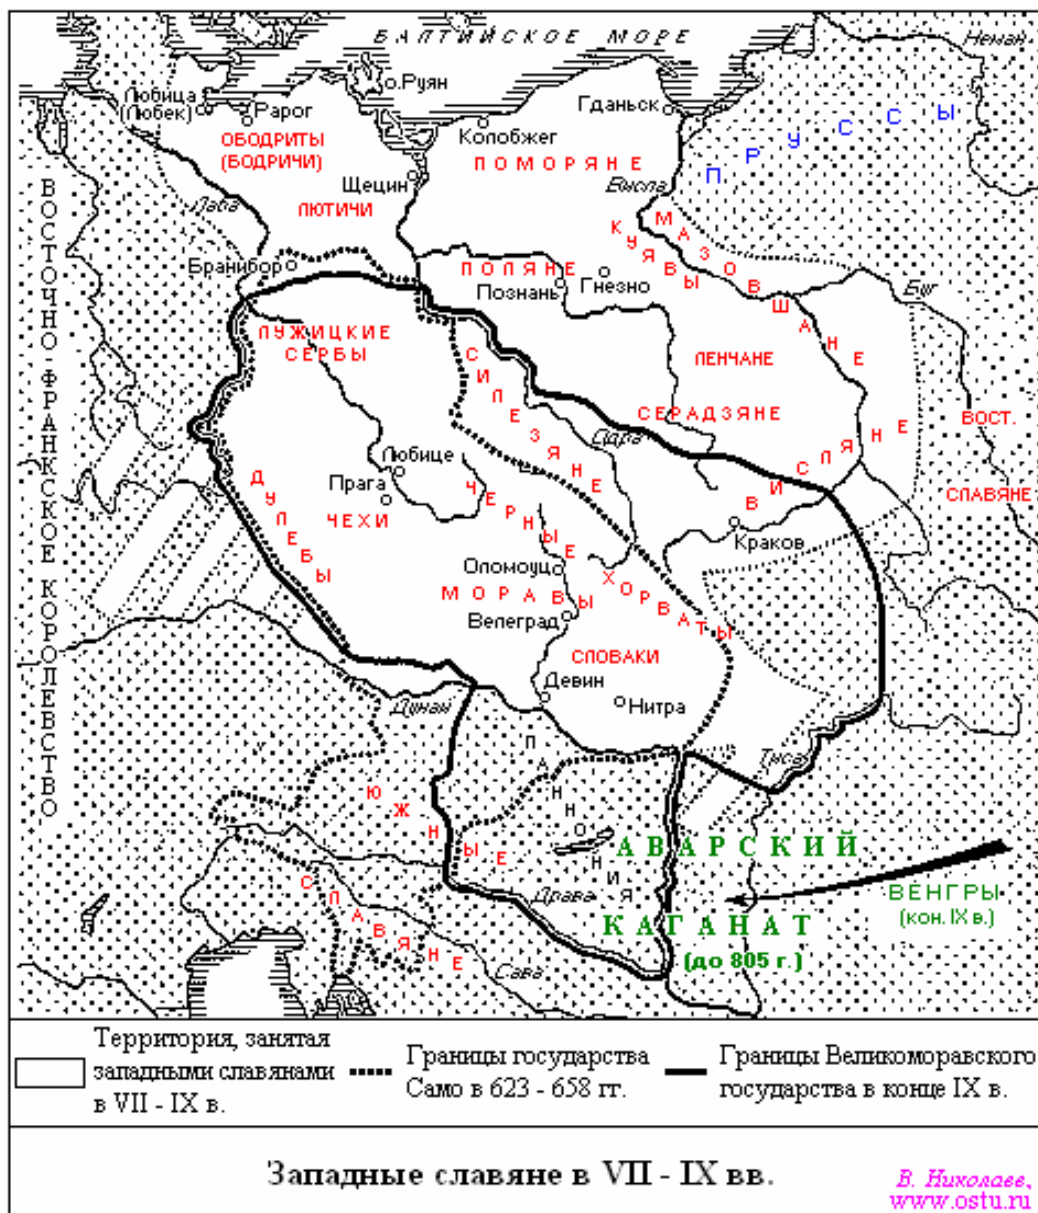 БАЛТИЙСКОЕ МОРЕ
Неман
Руян
Любица
(Любек)
Рарог
Гданьск
Колобжег
ПРУССЫ
ОБОДРИТЫ
(БОДРИЧИ)
ПОМОРЯНЕ
Щецин
Висла
ВОСТОЧНО-ФРАНКСКОЕ КОРОЛЕВСТВО
Лаба
ЛЮТИЧИ
МАЗОВШАНЕ
КУЯВЫ
Бранибор
ПОЛЯНЕ
Познань
Гнезно
Буг
ЛУЖИЦКИЕ
СЕРБЫ
СИЛЕЗЯНЕ
ЛЕНЧАНЕ
СЕРАДЗЯНЕ
ВОСТ.
СЛАВЯНЕ
Одра
ВИСЛЯНЕ
Любице
Прага
ДУЛЕБЫ
ЧЕХИ
ЧЕРНЫЕ
ХОРВАТЫ
Краков
Оломоуц
МОРАВЫ
Велеград
СЛОВАКИ
Девин
Нитра
Дунай
Тиса
ПАННОНИЯ
ЮЖНЫЕ
СЛАВЯНЕ
АВАРСКИЙ
КАГАНАТ
(до 805 г.)
ВЕНГРЫ
(кон. IX в.)
Драва
Сава
Территория, занятая
западными славянами
в VII - IX в.
Границы государства
Само в 623 - 658 гг.
Границы Великоморавского
государства в конце IX в.
Западные славяне в VII - IX вв.
В. Николаев,
www.ostu.ru